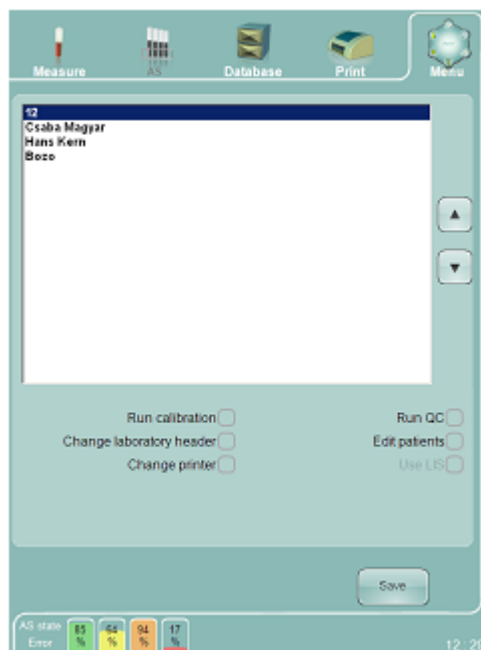 Measure
AS
Database
Print
Menu
12
Csaba Magyar
Hans Kern
Bozo
Run calibration
Run QC
Change laboratory header
Edit patients
Change printer
Use LIS
Save
AS state
Error
85 %
94 %
17 %